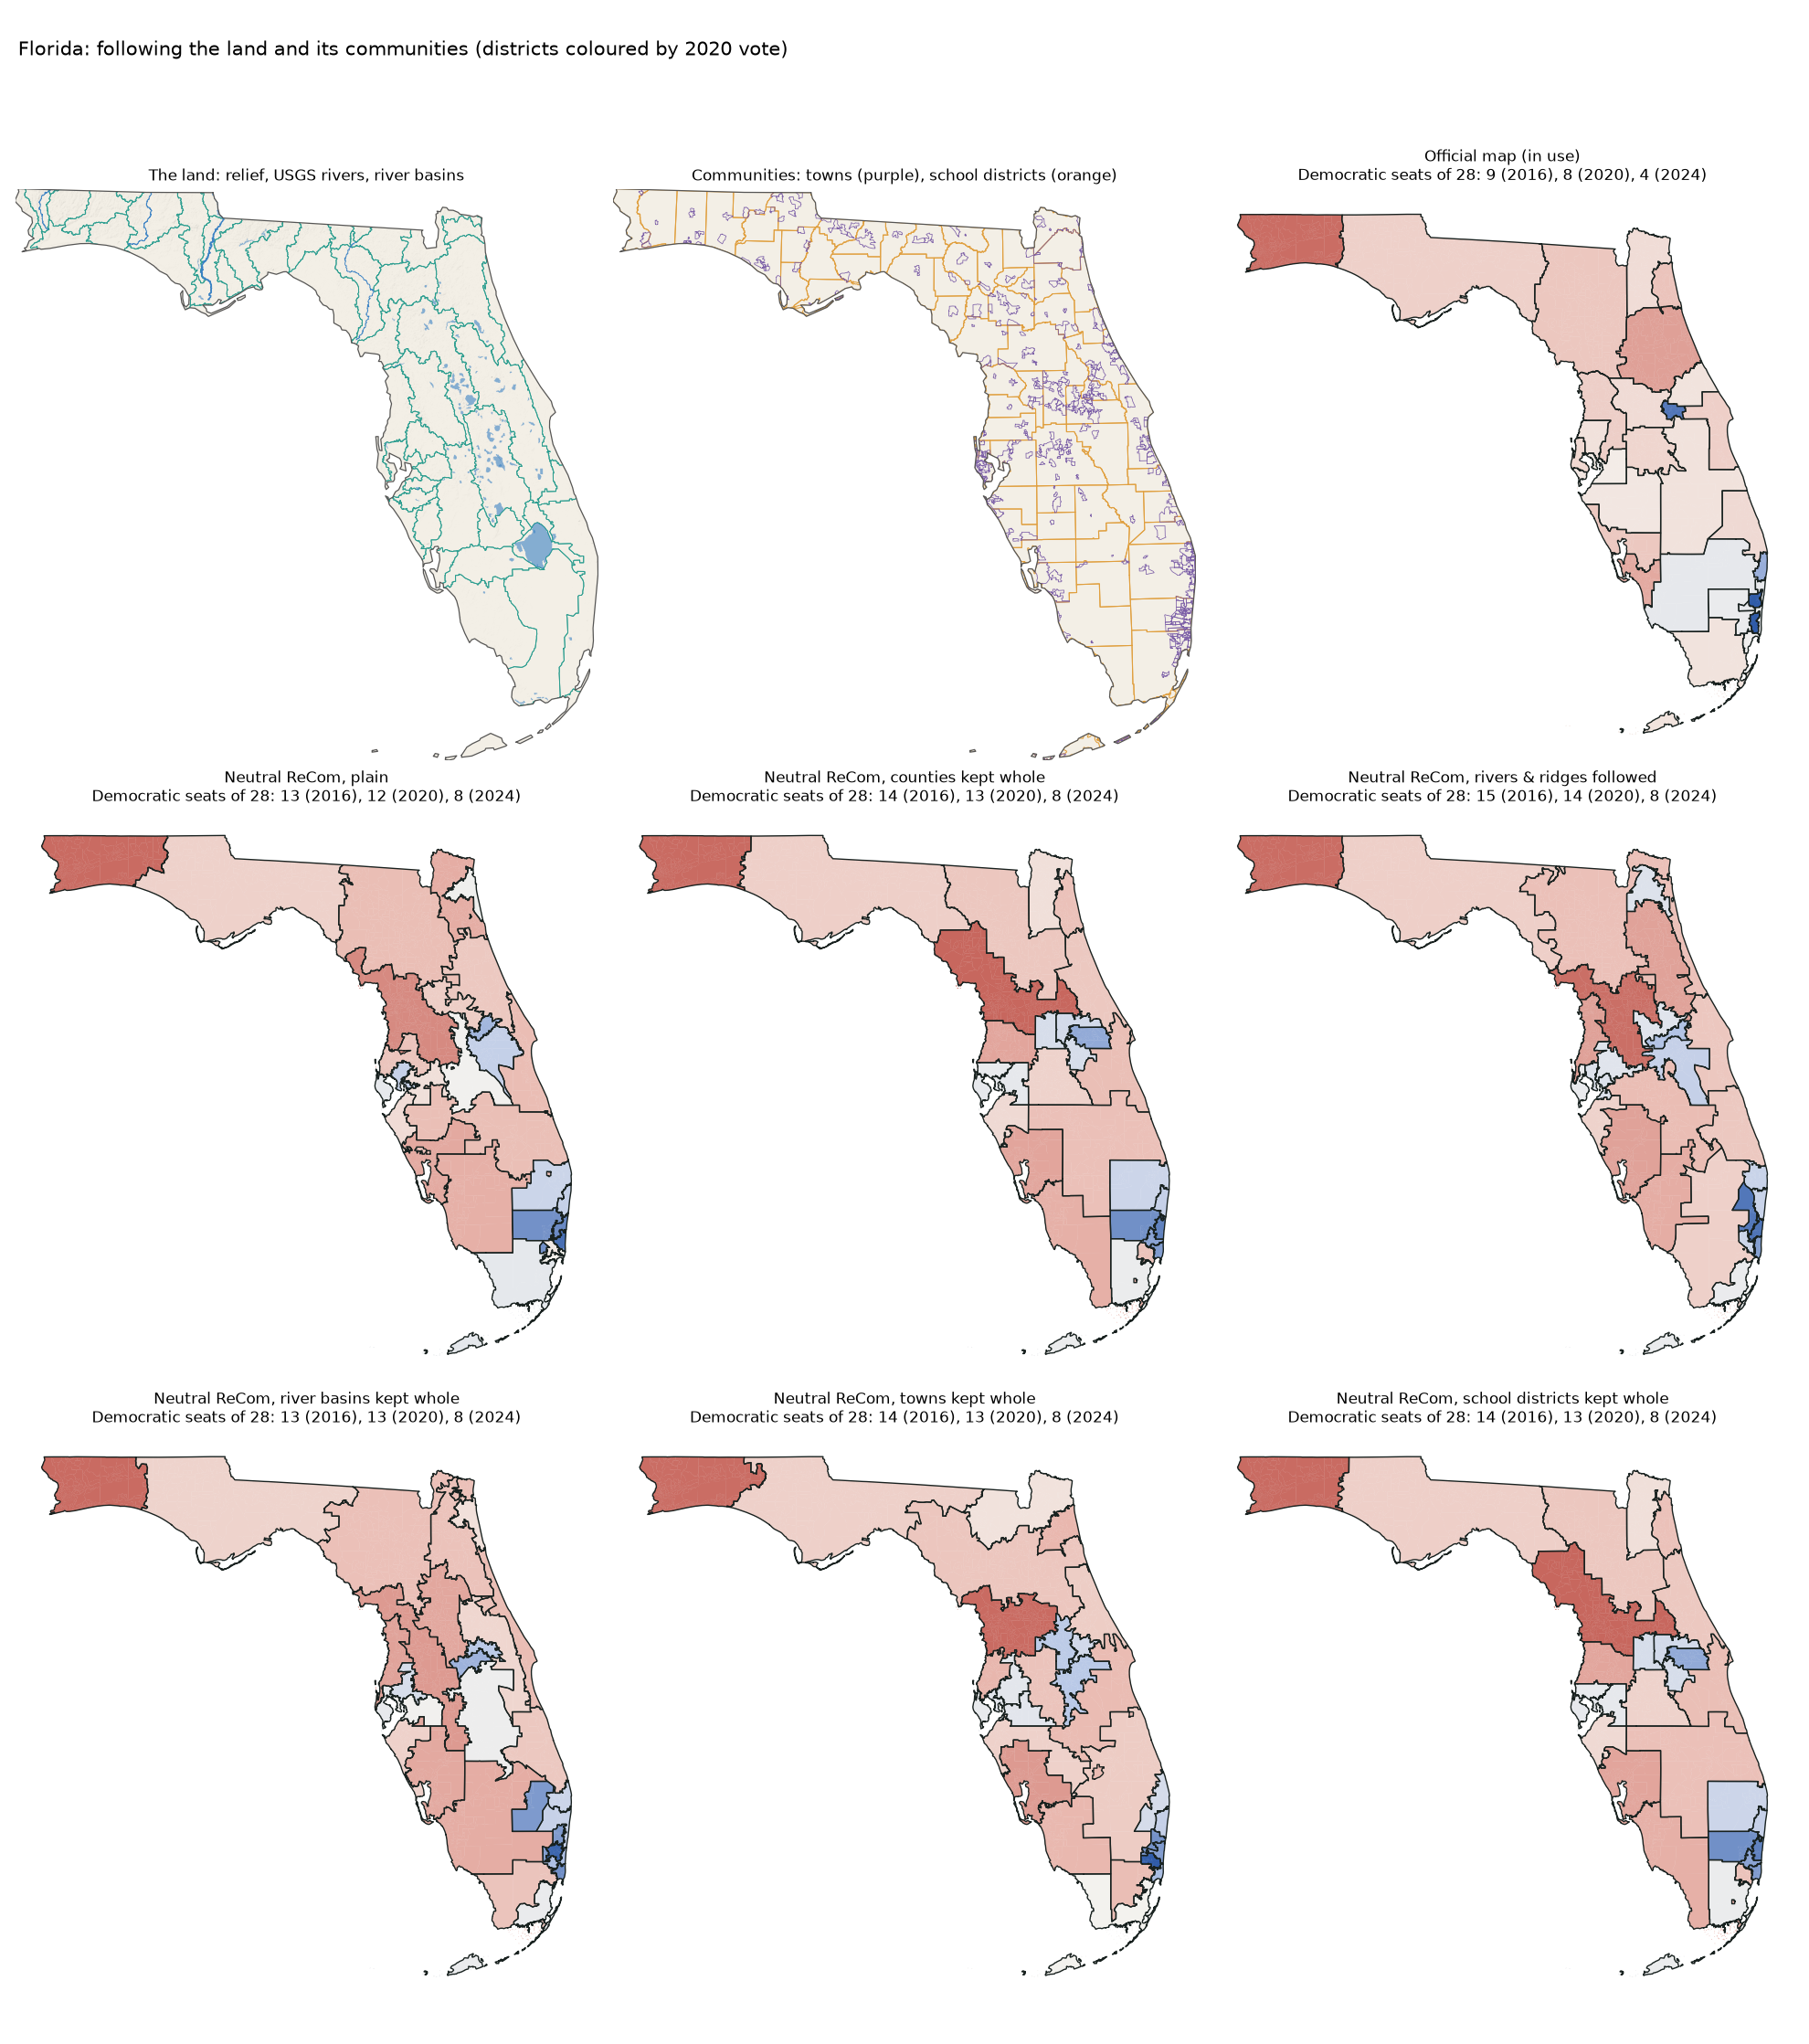 Florida: following the land and its communities (districts coloured by 2020 vote)
The land: relief, USGS rivers, river basins
Communities: towns (purple), school districts (orange)
Official map (in use)
Democratic seats of 28: 9 (2016), 8 (2020), 4 (2024)
Neutral ReCom, plain
Democratic seats of 28: 13 (2016), 12 (2020), 8 (2024)
Neutral ReCom, counties kept whole
Democratic seats of 28: 14 (2016), 13 (2020), 8 (2024)
Neutral ReCom, rivers & ridges followed
Democratic seats of 28: 15 (2016), 14 (2020), 8 (2024)
Neutral ReCom, river basins kept whole
Democratic seats of 28: 13 (2016), 13 (2020), 8 (2024)
Neutral ReCom, towns kept whole
Democratic seats of 28: 14 (2016), 13 (2020), 8 (2024)
Neutral ReCom, school districts kept whole
Democratic seats of 28: 14 (2016), 13 (2020), 8 (2024)